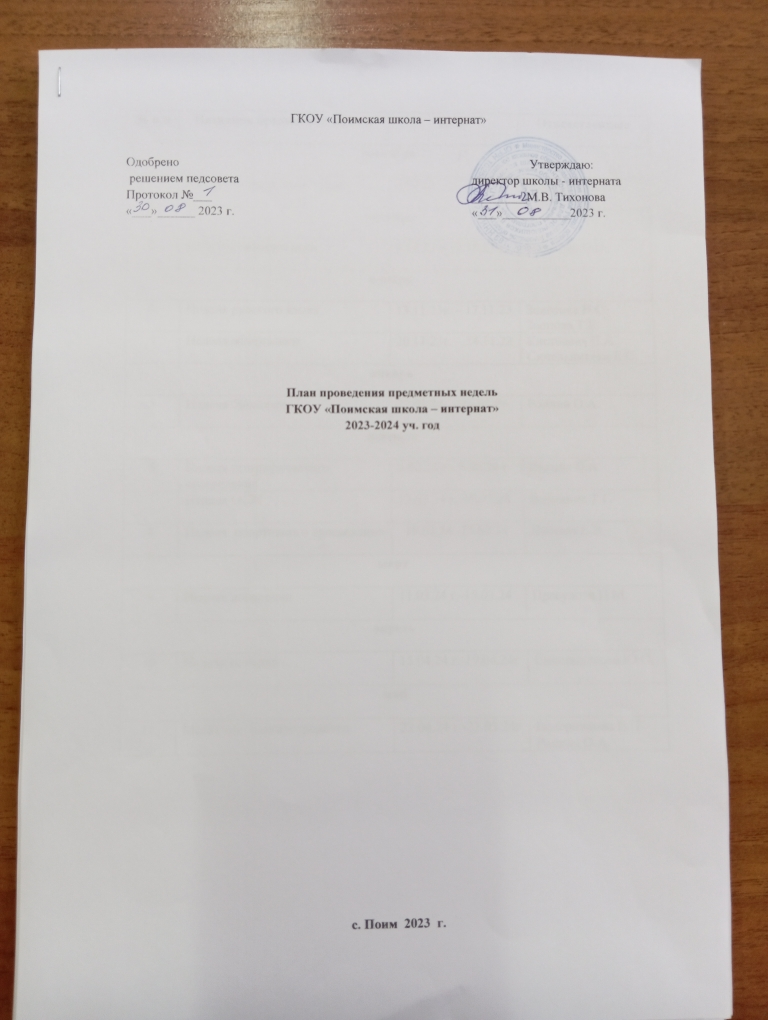 ГКОУ «Поимская школа – интернат»
Одобрено
решением педсовета
Протокол № 1
«30» 08 2023 г.
Утверждаю:
директор школы - интерната
М.В. Тихонова
«31» 08 2023 г.
План проведения предметных недель
ГКОУ «Поимская школа – интернат»
2023-2024 уч. год
с. Поим 2023 г.